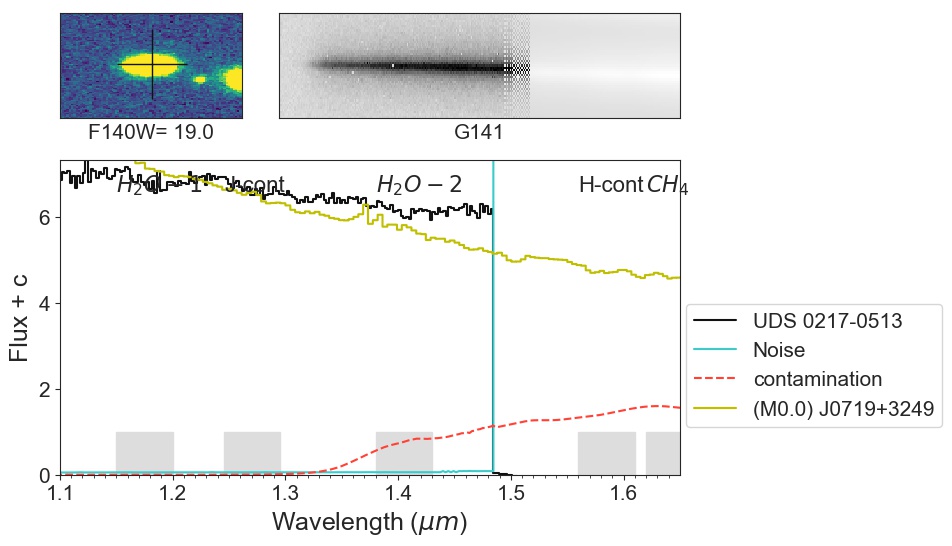 F140W= 19.0
G141
H₂O − 1
J-cont
H₂O − 2
H-cont
CH₄
6
4
2
0
Flux + c
1.1
1.2
1.3
1.4
1.5
1.6
Wavelength (μm)
UDS 0217-0513
Noise
contamination
(M0.0) J0719+3249